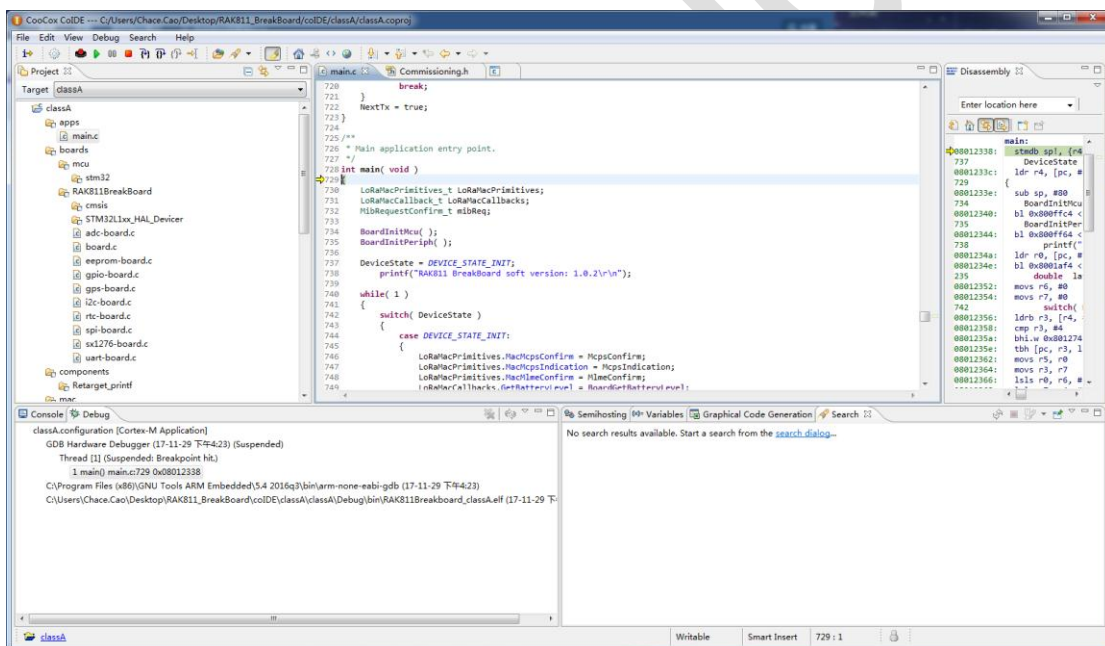 CooCox CoIDE --- C:/Users/Chace.Cao/Desktop/RAK811_BreakBoard/coIDE/classA/classA.coproj
File Edit View Debug Search Help
Project
Target classA
classA
apps
main.c
boards
mcu
stm32
RAK811BreakBoard
cmsis
STM32L1xx_HAL_Devicer
adc-board.c
board.c
eeprom-board.c
gpio-board.c
gps-board.c
i2c-board.c
rtc-board.c
spi-board.c
sx1276-board.c
uart-board.c
components
Retarget_printf
mac
main.c Commissioning.h
720 break;
721 }
722 NextTx = true;
723 }
724
725 /**
726 * Main application entry point.
727 */
728 int main( void )
729 {
730 LoRaMacPrimitives_t LoRaMacPrimitives;
731 LoRaMacCallback_t LoRaMacCallbacks;
732 MibRequestConfirm_t mibReq;
733
734 BoardInitMcu( );
735 BoardInitPeriph( );
736
737 DeviceState = DEVICE_STATE_INIT;
738 printf("RAK811 BreakBoard soft version: 1.0.2\r\n");
739
740 while( 1 )
741 {
742 switch( DeviceState )
743 {
744 case DEVICE_STATE_INIT:
745 {
746 LoRaMacPrimitives.MacMcpsConfirm = McpsConfirm;
747 LoRaMacPrimitives.MacMcpsIndication = McpsIndication;
748 LoRaMacPrimitives.MacMlmeConfirm = MlmeConfirm;
749 LoRaMacCallbacks.GetBatteryLevel = BoardGetBatteryLevel;
Disassembly
Enter location here
main:
08012338: stmdb sp!, {r4
737 DeviceState
0801233c: ldr r4, [pc, #
729 {
0801233e: sub sp, #80
734 BoardInitMcu
08012340: bl 0x800ffc4 <
735 BoardInitPer
08012344: bl 0x800ff64 <
738 printf("
0801234a: ldr r0, [pc, #
0801234e: bl 0x8001af4 <
235 double la
08012352: movs r6, #0
08012354: movs r7, #0
742 switch(
08012356: ldrb r3, [r4,
08012358: cmp r3, #4
0801235a: bhi.w 0x801274
0801235e: tbh [pc, r3, l
08012362: movs r5, r0
08012364: movs r3, r7
08012366: lsls r0, r6, #
Console Debug
classA.configuration [Cortex-M Application]
GDB Hardware Debugger (17-11-29 下午4:23) (Suspended)
Thread [1] (Suspended: Breakpoint hit.)
1 main() main.c:729 0x08012338
C:\Program Files (x86)\GNU Tools ARM Embedded\5.4 2016q3\bin\arm-none-eabi-gdb (17-11-29 下午4:23)
C:\Users\Chace.Cao\Desktop\RAK811_BreakBoard\coIDE\classA\classA\Debug\bin\RAK811Breakboard_classA.elf (17-11-29 下
Semihosting Variables Graphical Code Generation Search
No search results available. Start a search from the search dialog...
classA
Writable Smart Insert 729 : 1